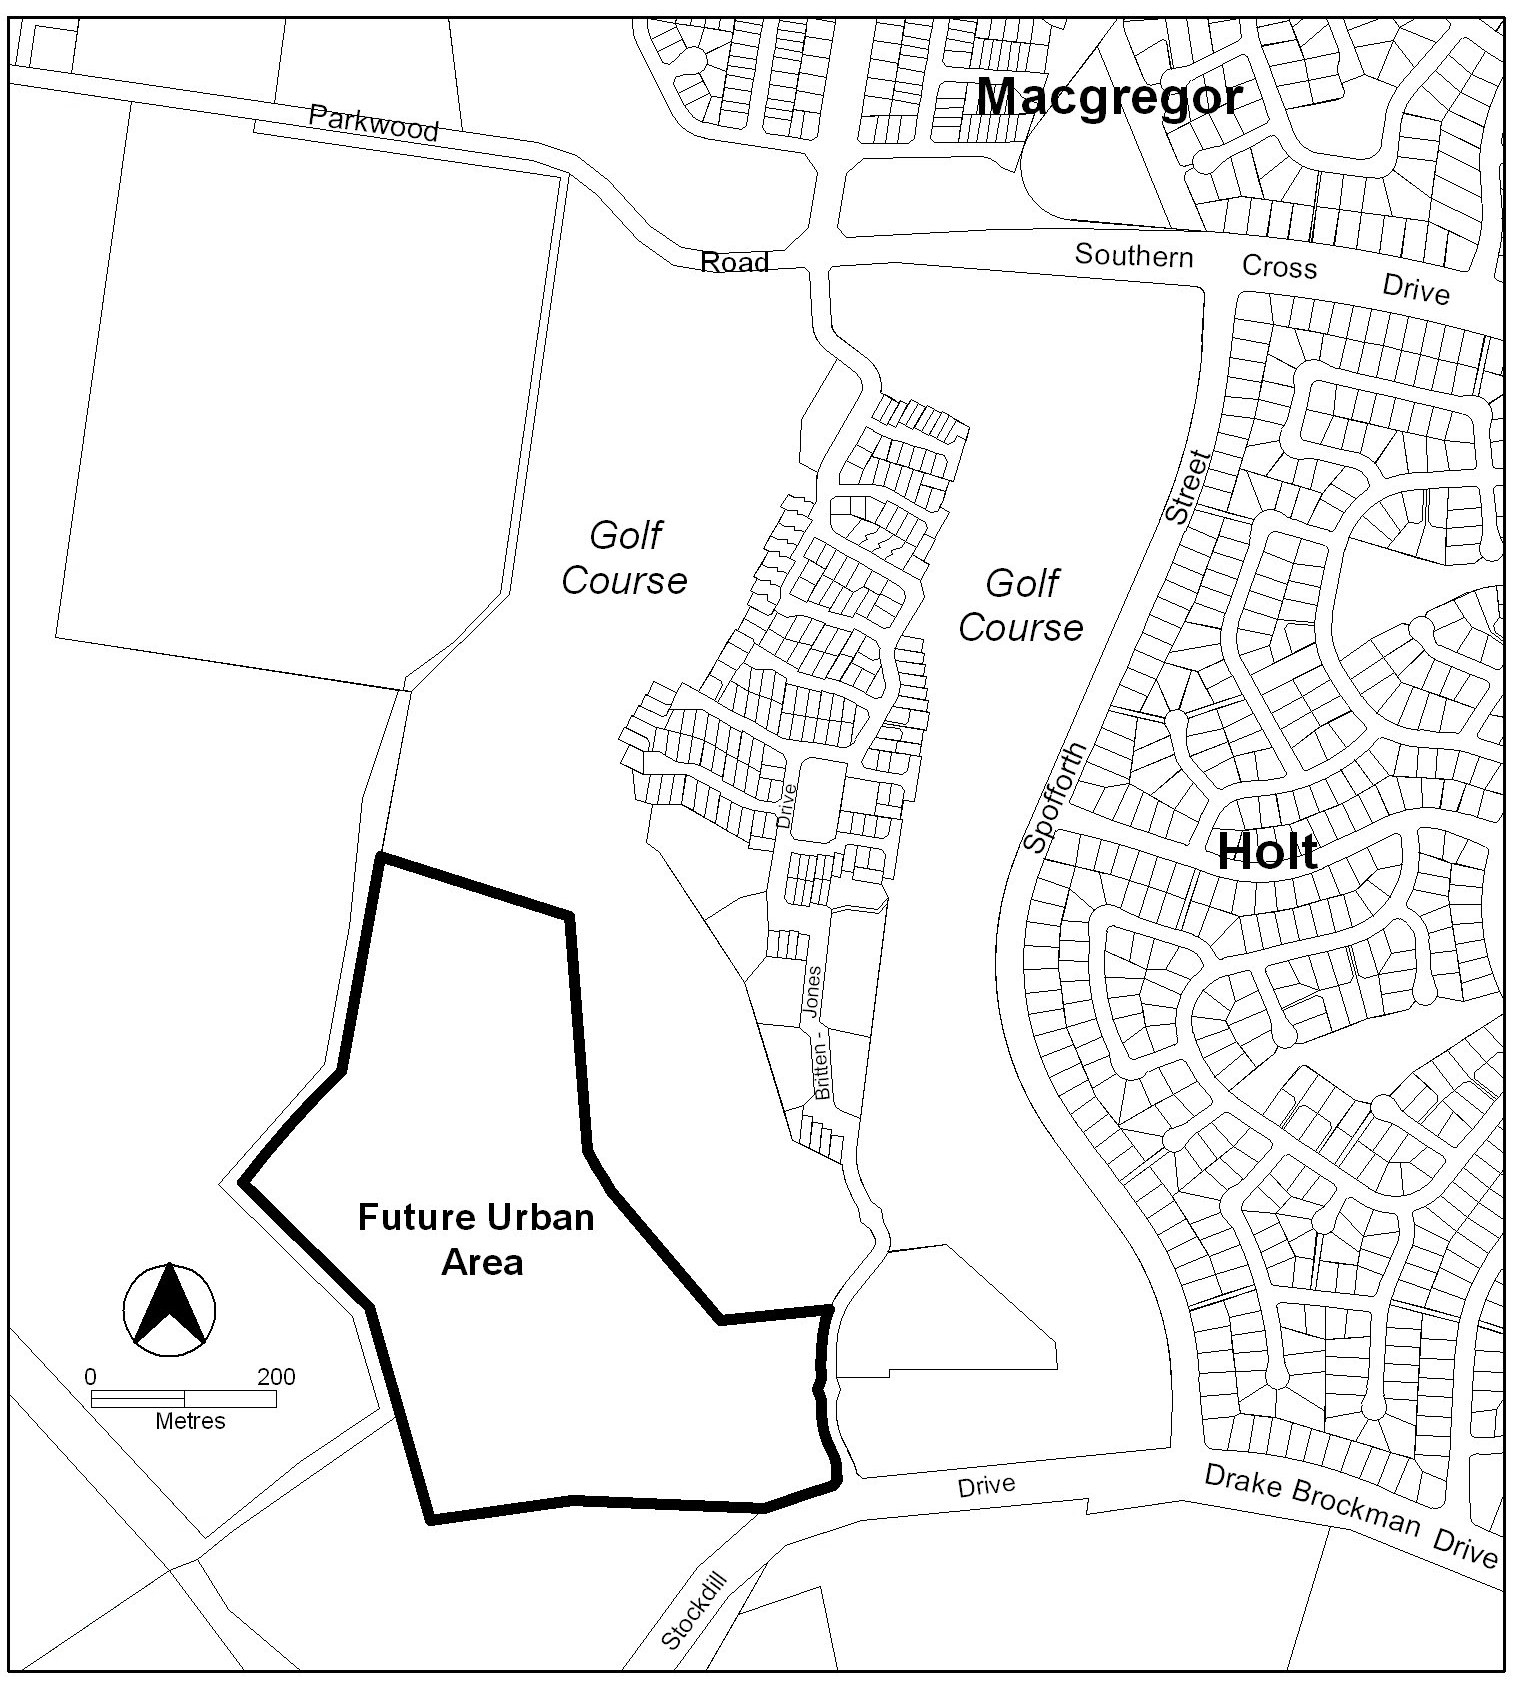 Macgregor
Parkwood
Road
Southern Cross Drive
Street
Golf
Course
Golf
Course
Spofforth
Drive
Holt
Jones
Britten -
Future Urban
Area
0 200
Metres
Drive
Drake Brockman Drive
Stockdill